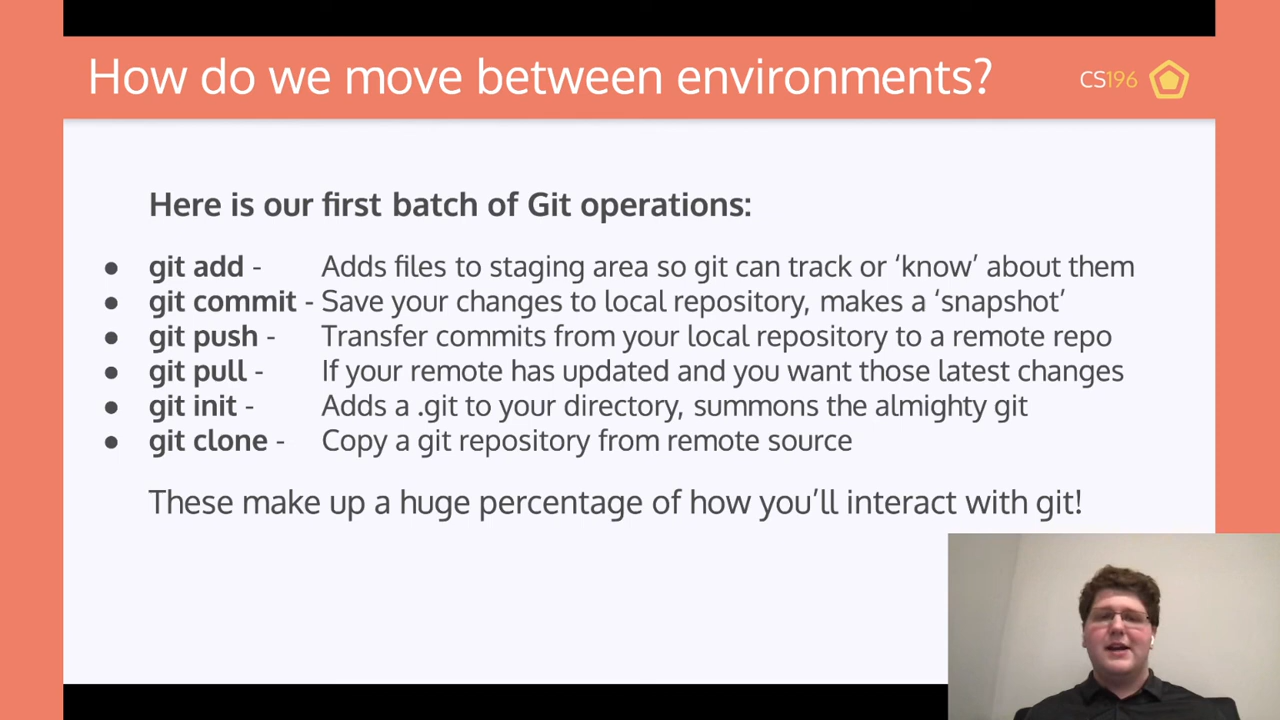 How do we move between environments?
CS196
Here is our first batch of Git operations:
● git add - Adds files to staging area so git can track or ‘know’ about them
● git commit - Save your changes to local repository, makes a ‘snapshot’
● git push - Transfer commits from your local repository to a remote repo
● git pull - If your remote has updated and you want those latest changes
● git init - Adds a .git to your directory, summons the almighty git
● git clone - Copy a git repository from remote source
These make up a huge percentage of how you’ll interact with git!